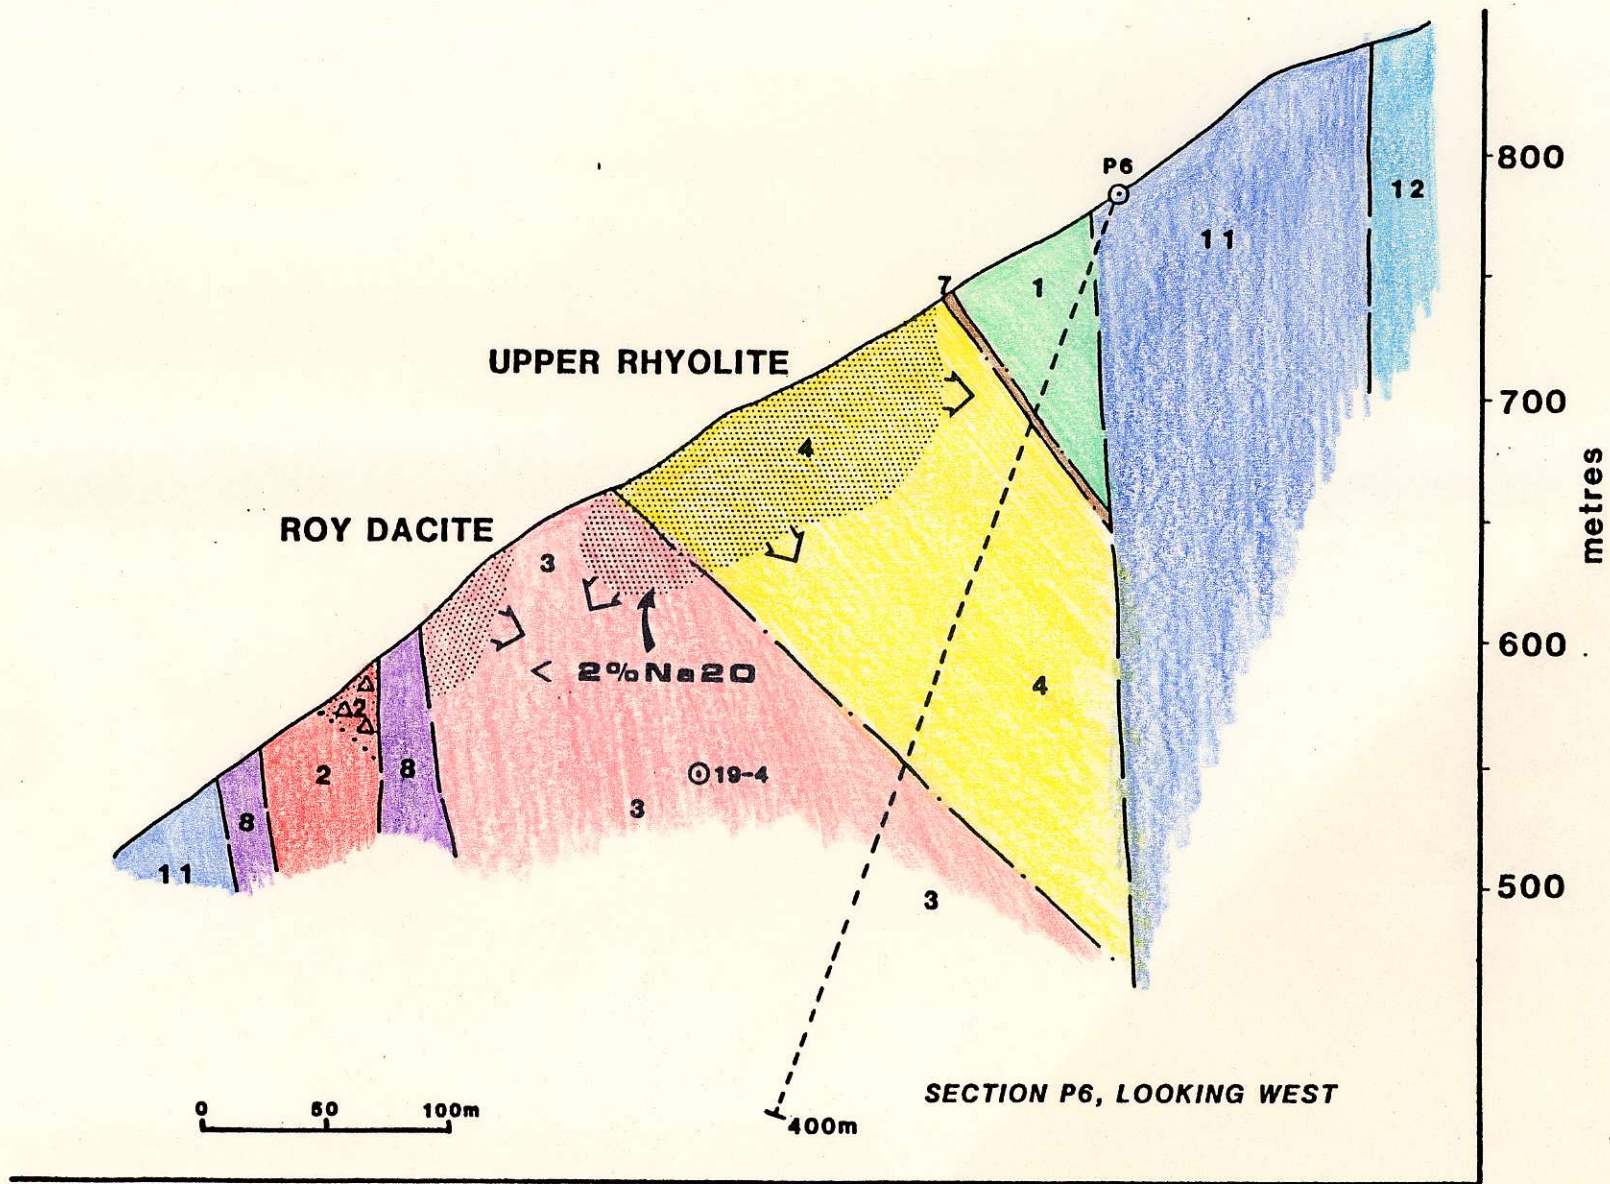 P6
800
12
11
7
1
UPPER RHYOLITE
700
4
metres
ROY DACITE
3
600
< 2%Na2O
4
2
2
8
19-4
3
8
11
3
500
SECTION P6, LOOKING WEST
0 50 100m
400m